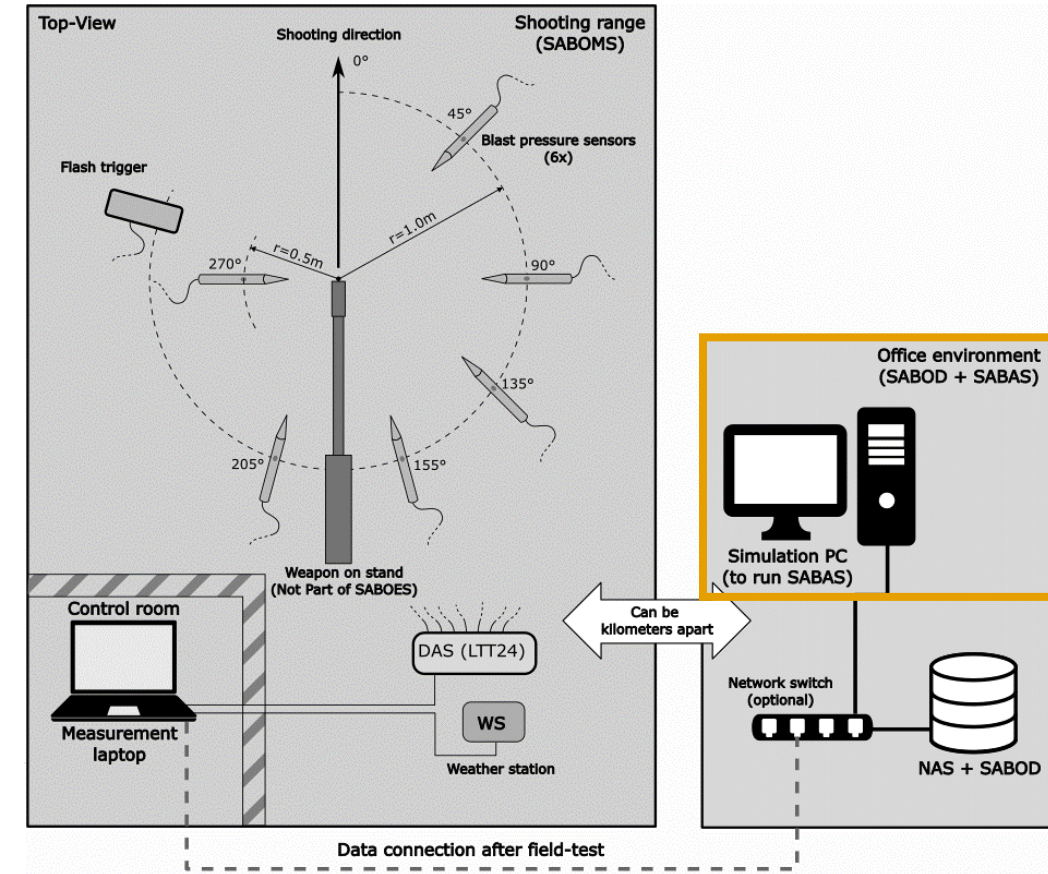 Top-View
Shooting range
(SABOMS)
Shooting direction
0°
45°
Blast pressure sensors
(6x)
Flash trigger
r=1.0m
r=0.5m
270°
90°
135°
205°
155°
Weapon on stand
(Not Part of SABOES)
Control room
Measurement
laptop
DAS (LTT24)
WS
Weather station
Can be
kilometers apart
Office environment
(SABOD + SABAS)
Simulation PC
(to run SABAS)
Network switch
(optional)
NAS + SABOD
Data connection after field-test